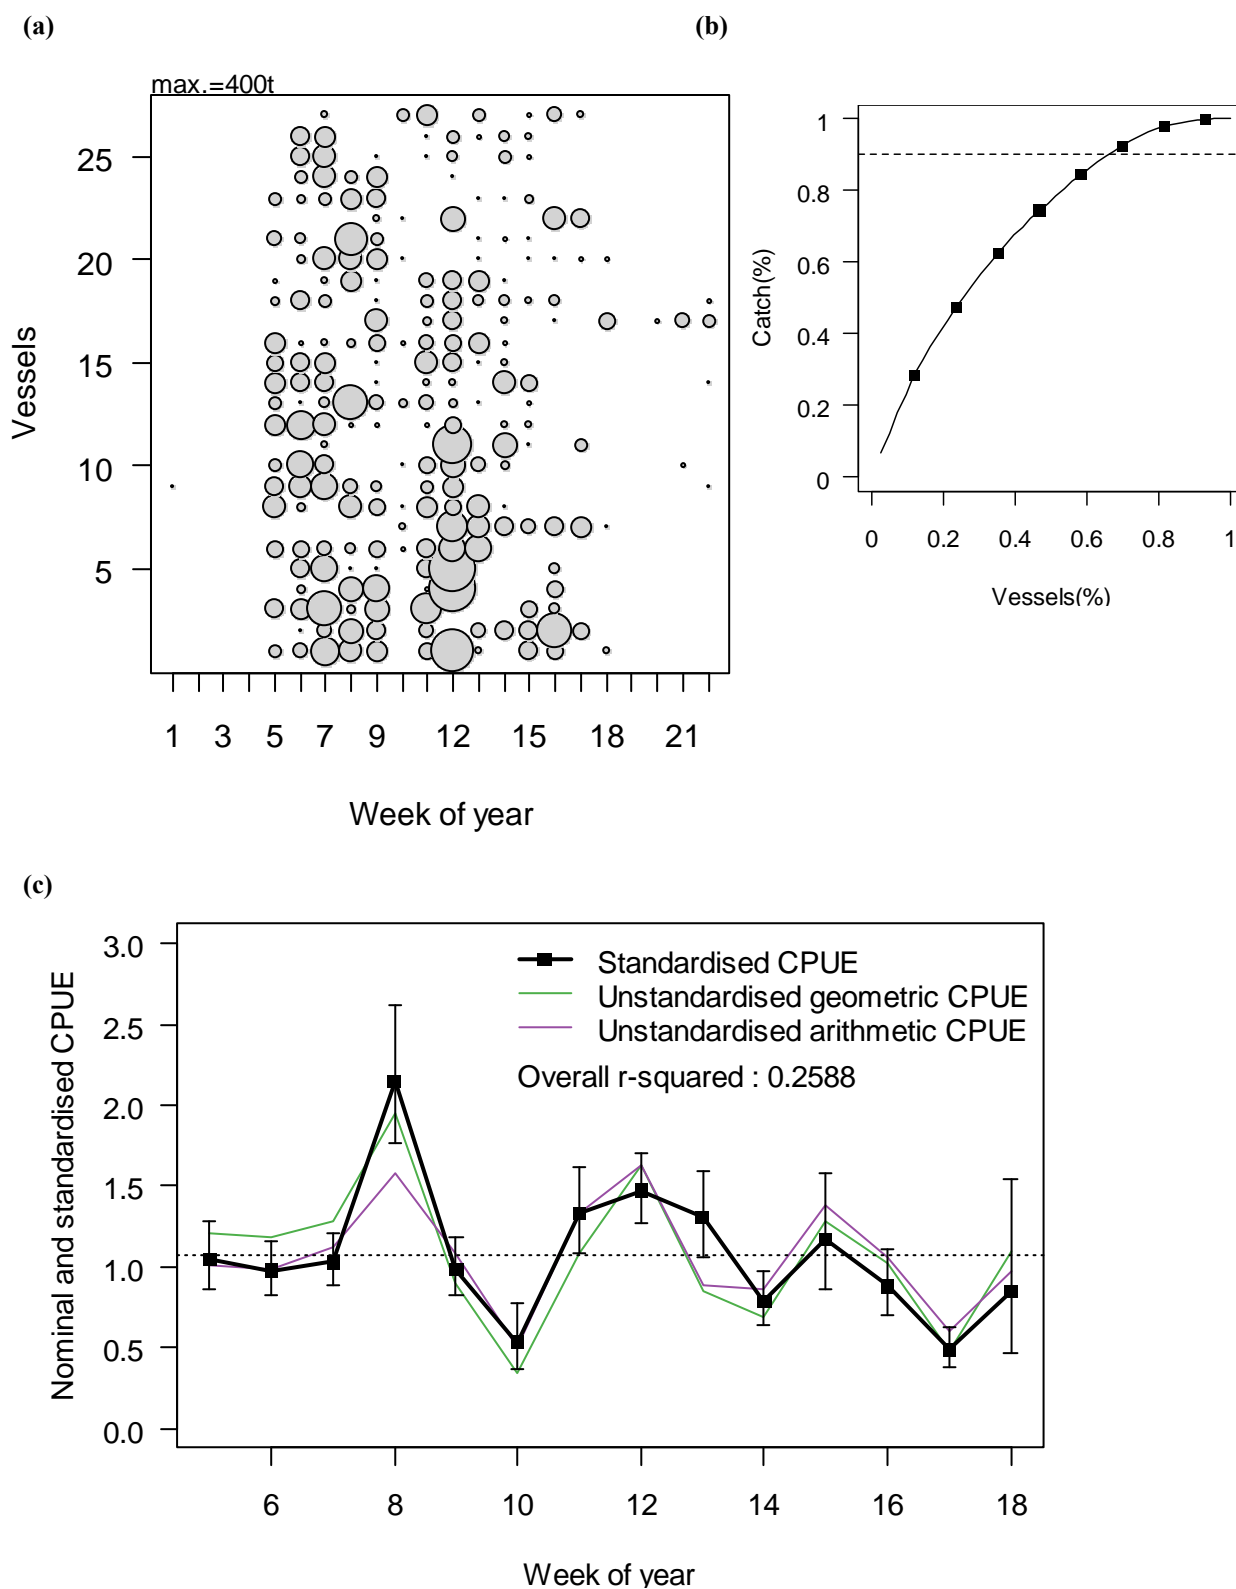 (a)
max.=400t
25
20
15
10
5
Vessels
1 3 5 7 9 12 15 18 21
Week of year
(b)
1
0.8
0.6
0.4
0.2
0
Catch(%)
0 0.2 0.4 0.6 0.8 1
Vessels(%)
(c)
3.0
2.5
2.0
1.5
1.0
0.5
0.0
Nominal and standardised CPUE
Standardised CPUE
Unstandardised geometric CPUE
Unstandardised arithmetic CPUE
Overall r-squared : 0.2588
6 8 10 12 14 16 18
Week of year